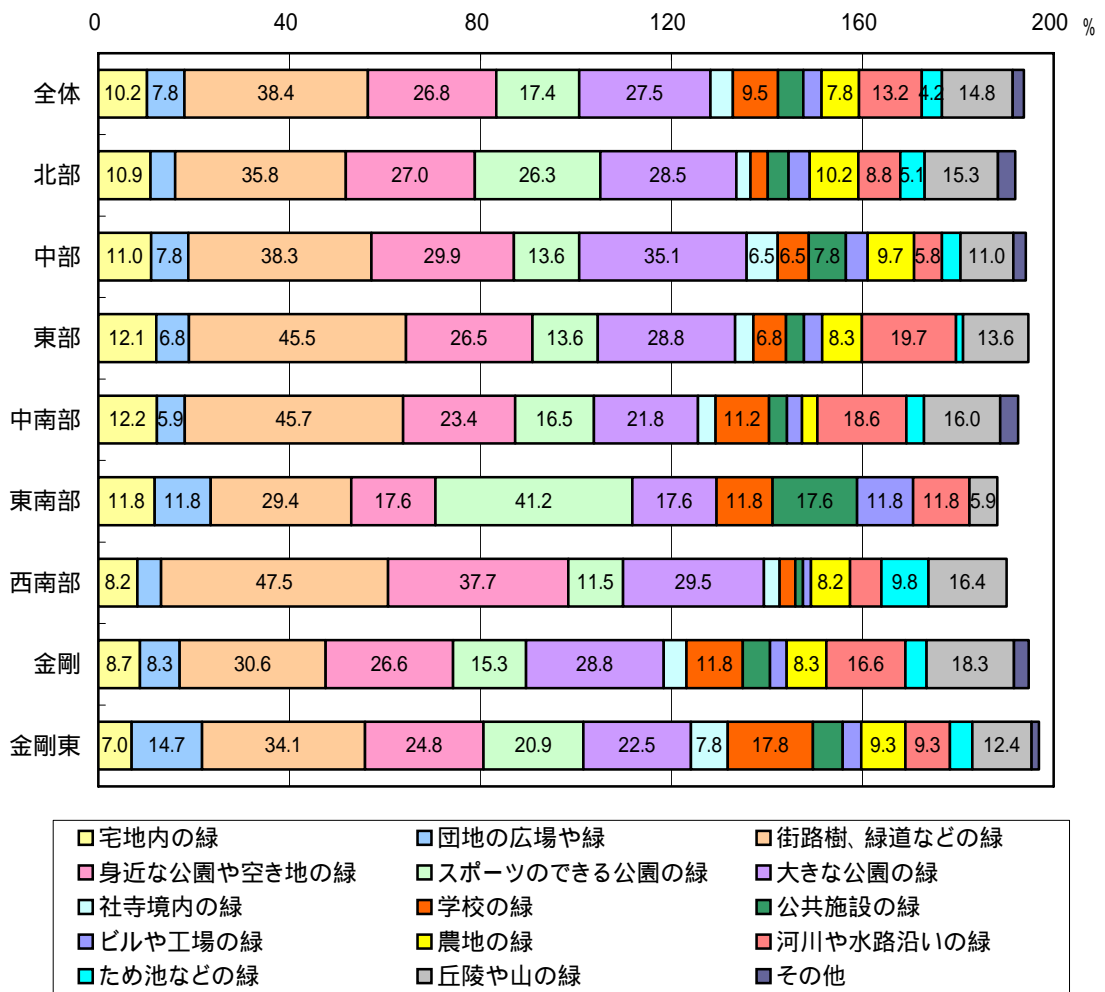 0 40 80 120 160 200 %
全体 10.2 7.8 38.4 26.8 17.4 27.5 9.5 7.8 13.2 4.2 14.8
北部 10.9 35.8 27.0 26.3 28.5 10.2 8.8 5.1 15.3
中部 11.0 7.8 38.3 29.9 13.6 35.1 6.5 6.5 7.8 9.7 5.8 11.0
東部 12.1 6.8 45.5 26.5 13.6 28.8 6.8 8.3 19.7 13.6
中南部 12.2 5.9 45.7 23.4 16.5 21.8 11.2 18.6 16.0
東南部 11.8 11.8 29.4 17.6 41.2 17.6 11.8 17.6 11.8 11.8 5.9
西南部 8.2 47.5 37.7 11.5 29.5 8.2 9.8 16.4
金剛 8.7 8.3 30.6 26.6 15.3 28.8 11.8 8.3 16.6 18.3
金剛東 7.0 14.7 34.1 24.8 20.9 22.5 7.8 17.8 9.3 9.3 12.4
宅地内の緑 団地の広場や緑 街路樹、緑道などの緑
身近な公園や空き地の緑 スポーツのできる公園の緑 大きな公園の緑
社寺境内の緑 学校の緑 公共施設の緑
ビルや工場の緑 農地の緑 河川や水路沿いの緑
ため池などの緑 丘陵や山の緑 その他